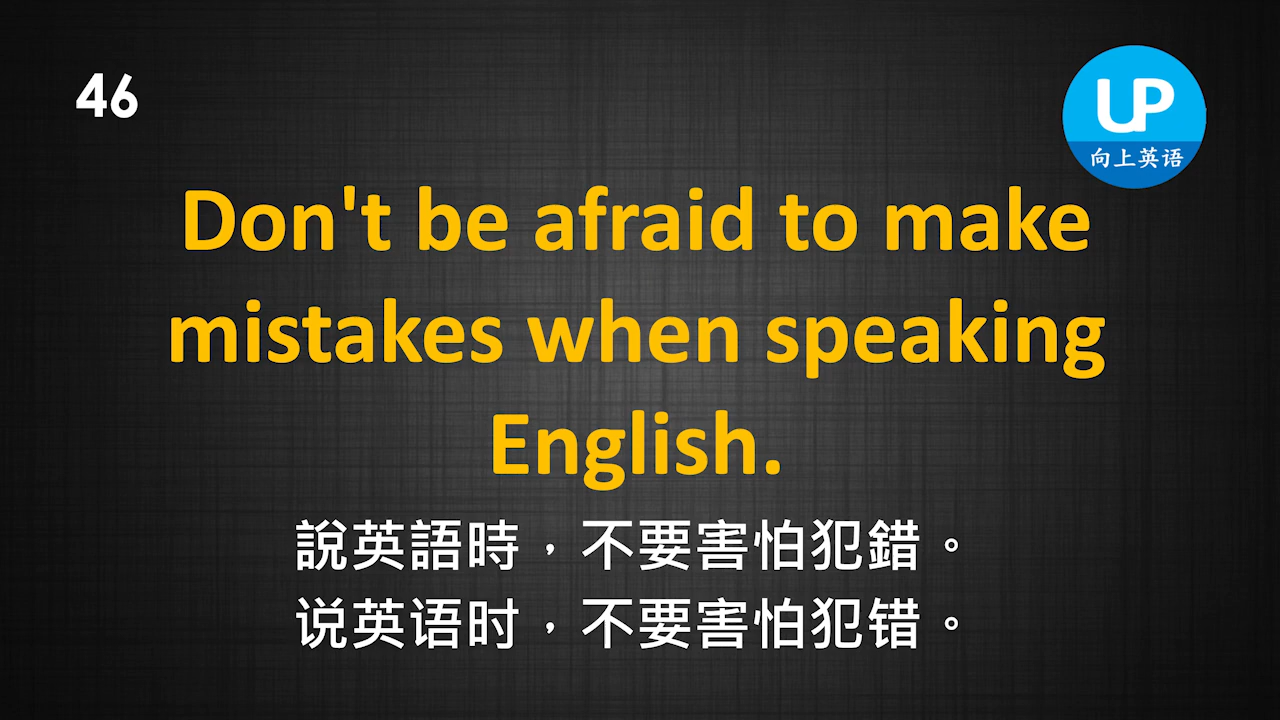 46
UP
向上英语
Don't be afraid to make
mistakes when speaking
English.
說英語時，不要害怕犯錯。
说英语时，不要害怕犯错。